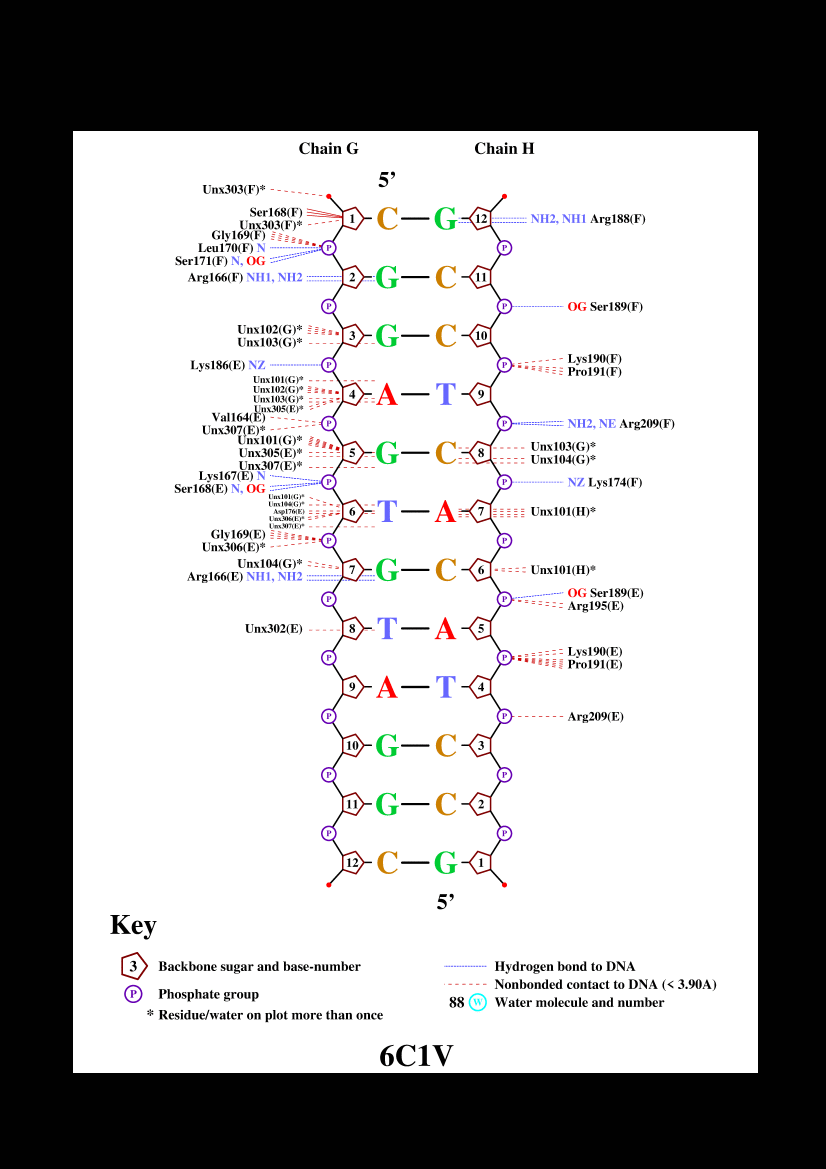 Chain G Chain H
5’
Unx303(F)*
Ser168(F)
Unx303(F)*
1 C G 12 NH2, NH1 Arg188(F)
Gly169(F)
Leu170(F) N P P
Ser171(F) N, OG
Arg166(F) NH1, NH2 2 G C 11
P P OG Ser189(F)
Unx102(G)*
3 G C 10
Unx103(G)*
Lys190(F)
Lys186(E) NZ P P
Pro191(F)
Unx101(G)*
Unx102(G)*
4 A T 9
Unx103(G)*
Unx305(E)*
Val164(E)
P P NH2, NE Arg209(F)
Unx307(E)*
Unx101(G)*
Unx103(G)*
Unx305(E)* 5 G C 8
Unx104(G)*
Unx307(E)*
Lys167(E) N
P P NZ Lys174(F)
Ser168(E) N, OG
Unx101(G)*
Unx104(G)*
Asp176(E) 6 T A 7 Unx101(H)*
Unx306(E)*
Unx307(E)*
Gly169(E)
P P
Unx306(E)*
Unx104(G)*
7 G C 6 Unx101(H)*
Arg166(E) NH1, NH2
OG Ser189(E)
P P
Arg195(E)
Unx302(E) 8 T A 5
Lys190(E)
P P
Pro191(E)
9 A T 4
P P Arg209(E)
10 G C 3
P P
11 G C 2
P P
12 C G 1
5’
Key
3 Backbone sugar and base-number
Hydrogen bond to DNA
Nonbonded contact to DNA (< 3.90A)
P Phosphate group
88 W Water molecule and number
* Residue/water on plot more than once
6C1V